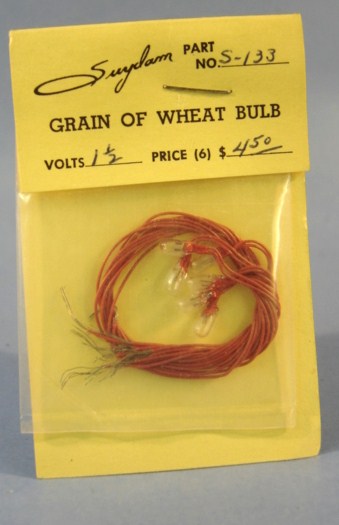 Suydam PART NO. S-133
GRAIN OF WHEAT BULB
VOLTS 1½ PRICE (6) $ 4.50